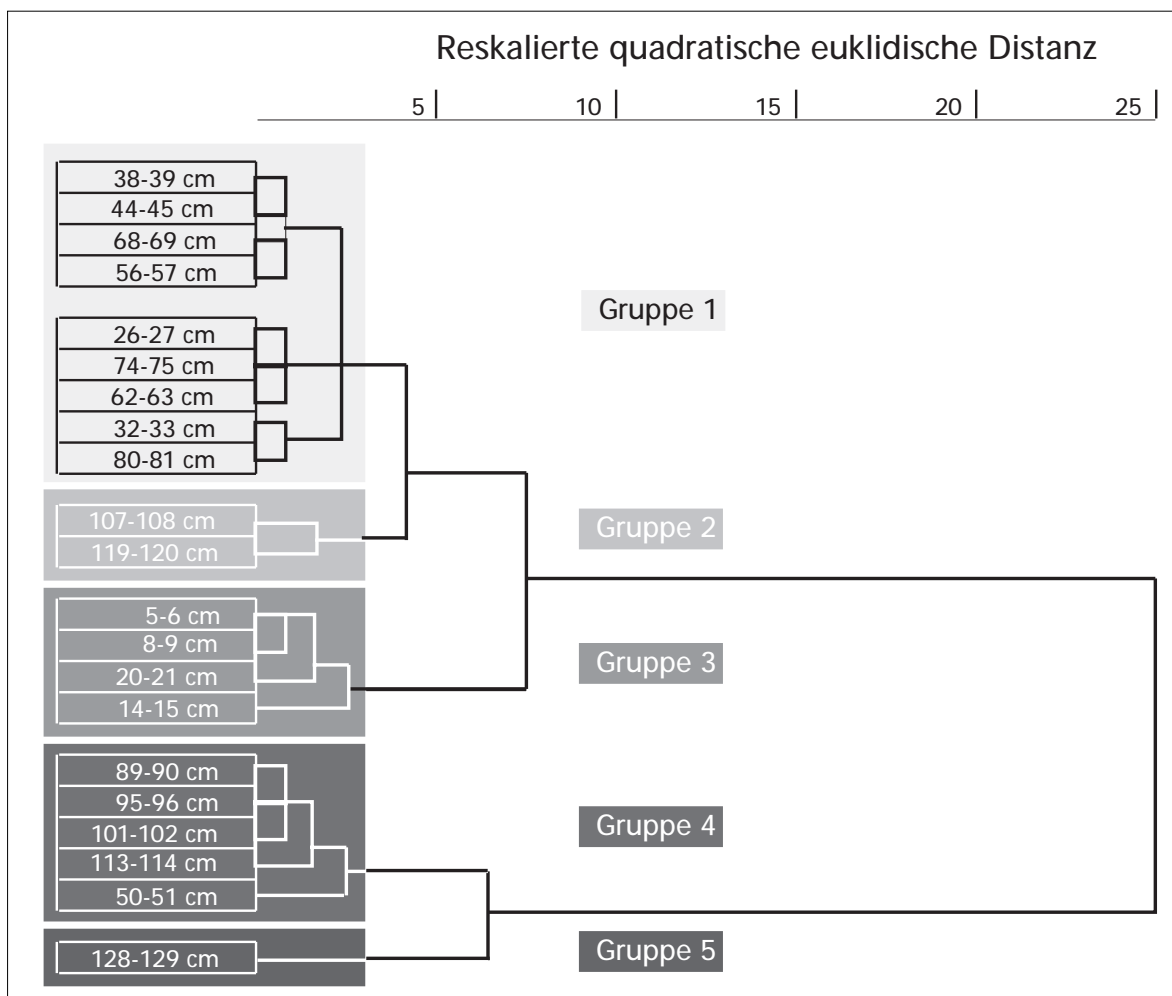 Reskalierte quadratische euklidische Distanz
5 10 15 20 25
38-39 cm
44-45 cm
68-69 cm
56-57 cm
Gruppe 1
26-27 cm
74-75 cm
62-63 cm
32-33 cm
80-81 cm
107-108 cm
Gruppe 2
119-120 cm
5-6 cm
8-9 cm
Gruppe 3
20-21 cm
14-15 cm
89-90 cm
95-96 cm
Gruppe 4
101-102 cm
113-114 cm
50-51 cm
Gruppe 5
128-129 cm